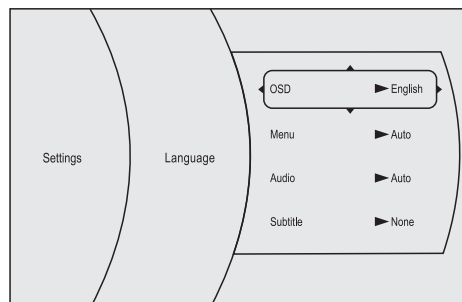 Settings
Language
OSD ► English
Menu ► Auto
Audio ► Auto
Subtitle ► None